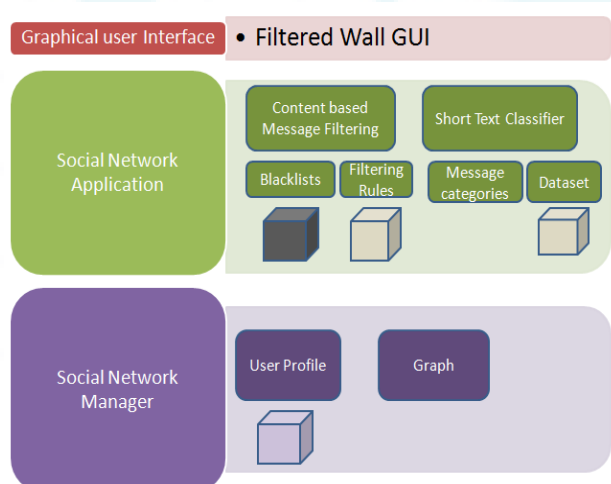 Graphical user Interface
• Filtered Wall GUI
Social Network
Application
Content based
Message Filtering
Short Text Classifier
Blacklists
Filtering
Rules
Message
categories
Dataset
Social Network
Manager
User Profile
Graph